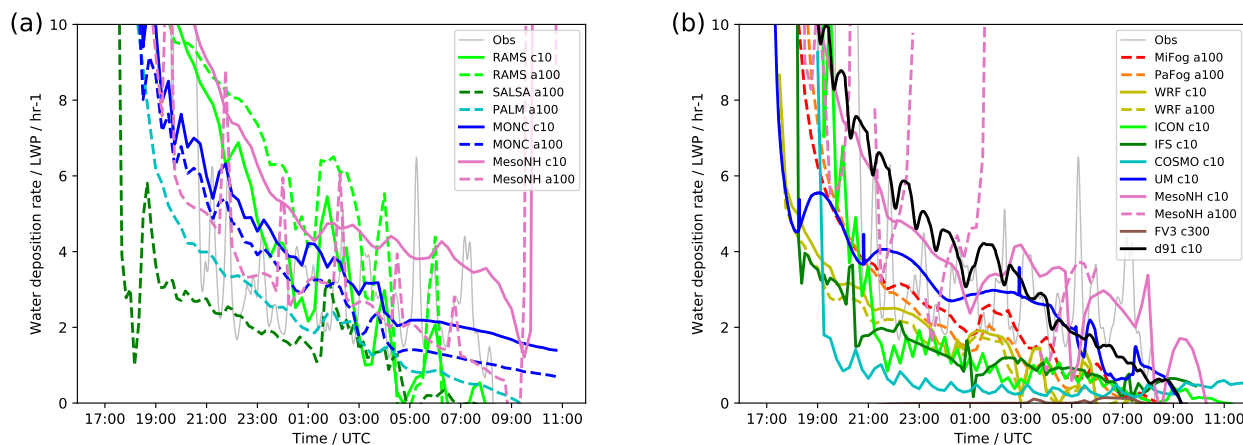 (a)
Water deposition rate / LWP / hr-1
10
8
6
4
2
0
17:00 19:00 21:00 23:00 01:00 03:00 05:00 07:00 09:00 11:00
Time / UTC
Obs
RAMS c10
RAMS a100
SALSA a100
PALM a100
MONC c10
MONC a100
MesoNH c10
MesoNH a100
(b)
Water deposition rate / LWP / hr-1
10
8
6
4
2
0
17:00 19:00 21:00 23:00 01:00 03:00 05:00 07:00 09:00 11:00
Time / UTC
Obs
MiFog a100
PaFog a100
WRF c10
WRF a100
ICON c10
IFS c10
COSMO c10
UM c10
MesoNH c10
MesoNH a100
FV3 c300
d91 c10